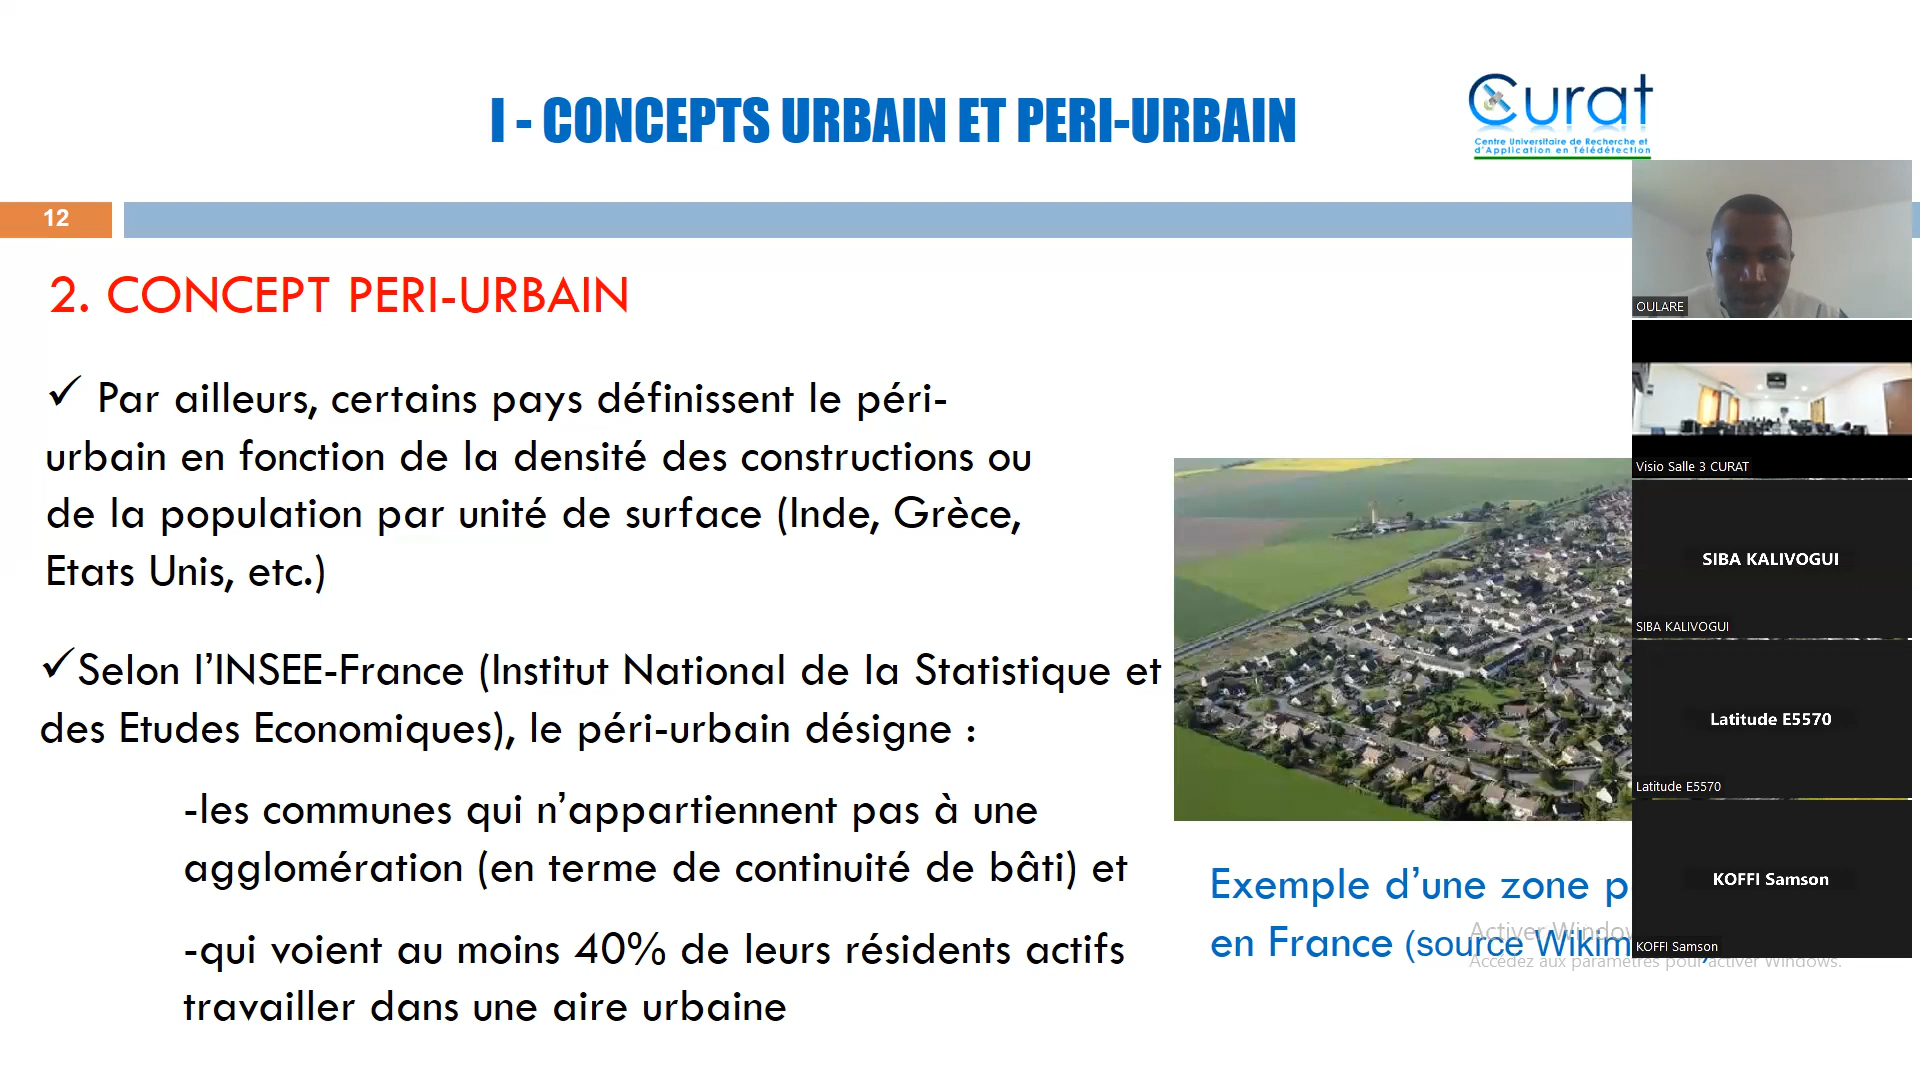 I - CONCEPTS URBAIN ET PERI-URBAIN
Curat
Centre Universitaire de Recherche et
d'Application en Télédétection
12
2. CONCEPT PERI-URBAIN
✓ Par ailleurs, certains pays définissent le péri-
urbain en fonction de la densité des constructions ou
de la population par unité de surface (Inde, Grèce,
Etats Unis, etc.)
✓Selon l'INSEE-France (Institut National de la Statistique et
des Etudes Economiques), le péri-urbain désigne :
-les communes qui n'appartiennent pas à une
agglomération (en terme de continuité de bâti) et
-qui voient au moins 40% de leurs résidents actifs
travailler dans une aire urbaine
Exemple d'une zone
en France (source
Activer
Accédez aux paramètres pour activer Windows.
OULARE
Visio Salle 3 CURAT
SIBA KALIVOGUI
SIBA KALIVOGUI
Latitude E5570
Latitude E5570
KOFFI Samson
KOFFI Samson